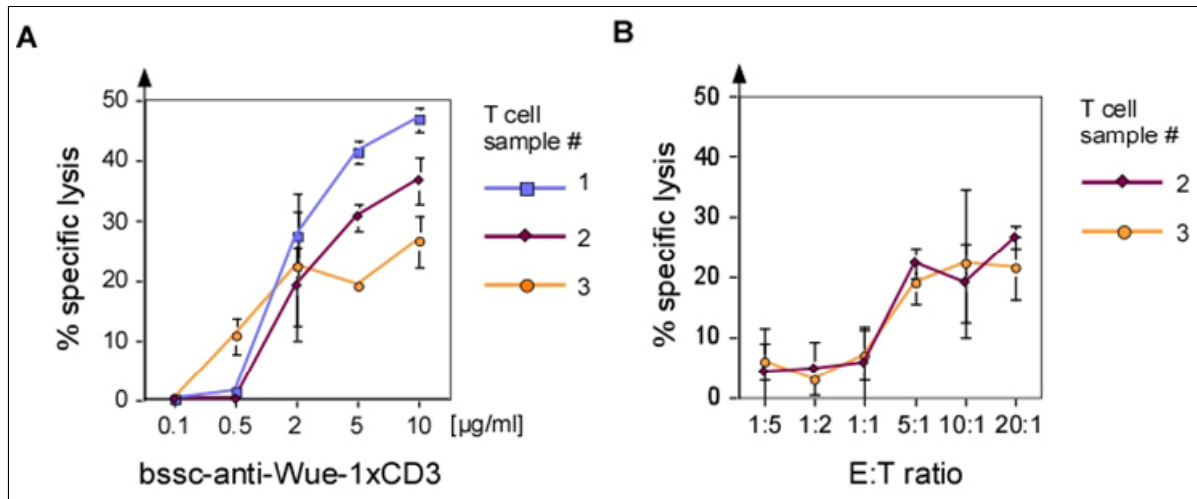 A
% specific lysis
50
40
30
20
10
0
0.1 0.5 2 5 10 [µg/ml]
bssc-anti-Wue-1xCD3
T cell
sample #
1
2
3
B
% specific lysis
50
40
30
20
10
0
1:5 1:2 1:1 5:1 10:1 20:1
E:T ratio
T cell
sample #
2
3